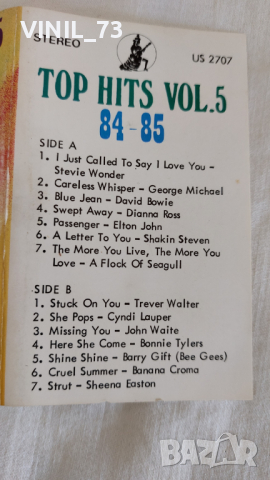 VINIL_73
5
STEREO
US 2707
TOP HITS VOL.5
84-85
SIDE A
1. I Just Called To Say I Love You –
Stevie Wonder
2. Careless Whisper – George Michael
3. Blue Jean – David Bowie
4. Swept Away – Dianna Ross
5. Passenger – Elton John
6. A Letter To You – Shakin Steven
7. The More You Live, The More You
Love – A Flock Of Seagull
SIDE B
1. Stuck On You – Trever Walter
2. She Pops – Cyndi Lauper
3. Missing You – John Waite
4. Here She Come – Bonnie Tylers
5. Shine Shine – Barry Gift (Bee Gees)
6. Cruel Summer – Banana Croma
7. Strut – Sheena Easton
bazar
БГ